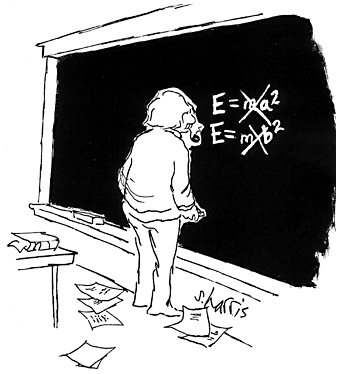 E = ma²
E = mb²
S. Harris